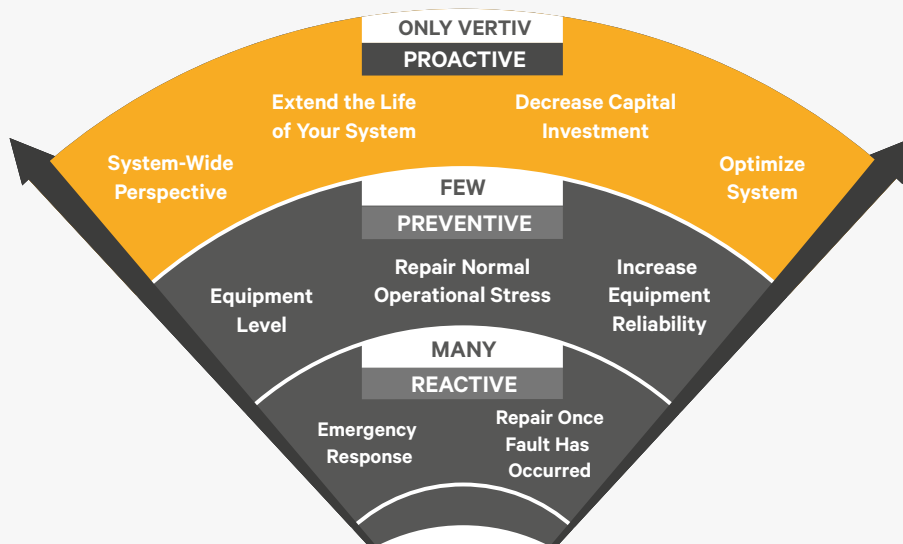 ONLY VERTIV
PROACTIVE
Extend the Life
of Your System
Decrease Capital
Investment
System-Wide
Perspective
Optimize
System
FEW
PREVENTIVE
Equipment
Level
Repair Normal
Operational Stress
Increase
Equipment
Reliability
MANY
REACTIVE
Emergency
Response
Repair Once
Fault Has
Occurred